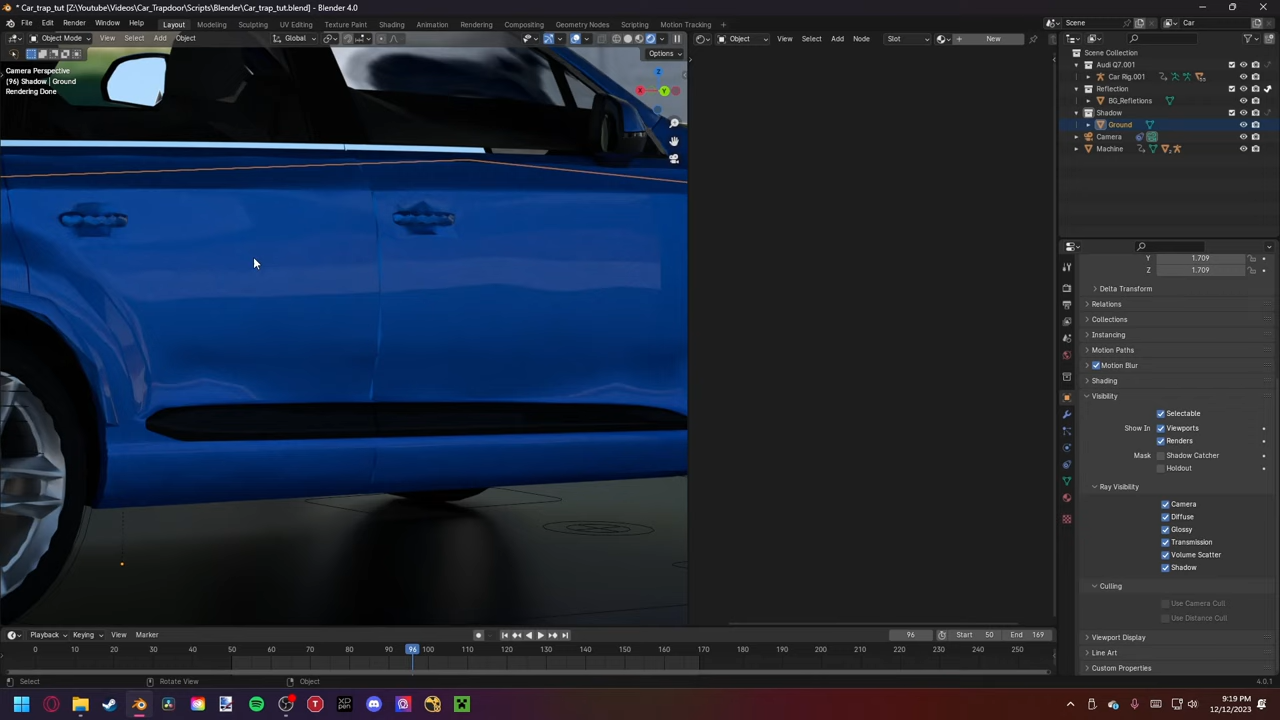 * Car_trap_tut [Z:\Youtube\Videos\Car_Trapdoor\Scripts\Blender\Car_trap_tut.blend] - Blender 4.0
File Edit Render Window Help Layout Modeling Sculpting UV Editing Texture Paint Shading Animation Rendering Compositing Geometry Nodes Scripting Motion Tracking Scene Car
Object Mode View Select Add Object Global
Options
Camera Perspective
(96) Shadow | Ground
Rendering Done
Z
X
Y
Object View Select Add Node Slot New
Scene Collection
Audi Q7.001
Car Rig.001
Reflection
BG_Refletions
Shadow
Ground
Camera
Machine
Y 1.709
Z 1.709
Delta Transform
Relations
Collections
Instancing
Motion Paths
Motion Blur
Shading
Visibility
Selectable
Show In Viewports
Renders
Mask Shadow Catcher
Holdout
Ray Visibility
Camera
Diffuse
Glossy
Transmission
Volume Scatter
Shadow
Culling
Use Camera Cull
Use Distance Cull
Viewport Display
Line Art
Custom Properties
Playback Keying View Marker 96 Start 50 End 169
0 10 20 30 40 50 60 70 80 90 96 100 110 120 130 140 150 160 170 180 190 200 210 220 230 240 250
Select Rotate View Object 4.0.1
9:19 PM
12/12/2023